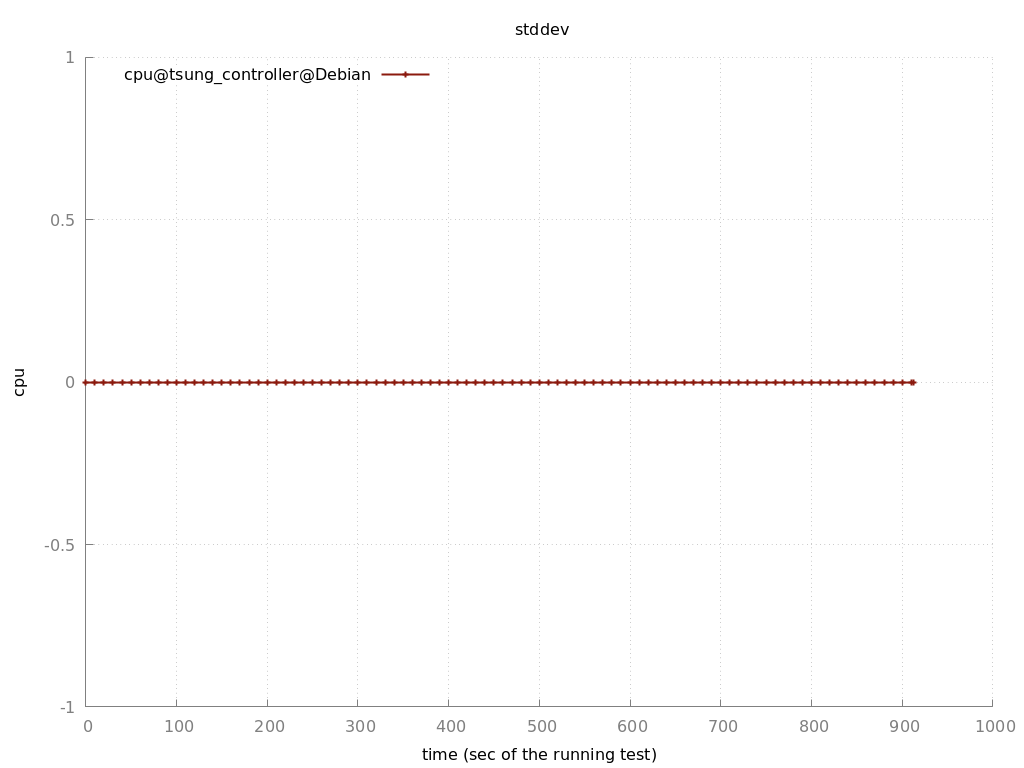 stddev
cpu@tsung_controller@Debian
1
0.5
0
-0.5
-1
cpu
0 100 200 300 400 500 600 700 800 900 1000
time (sec of the running test)